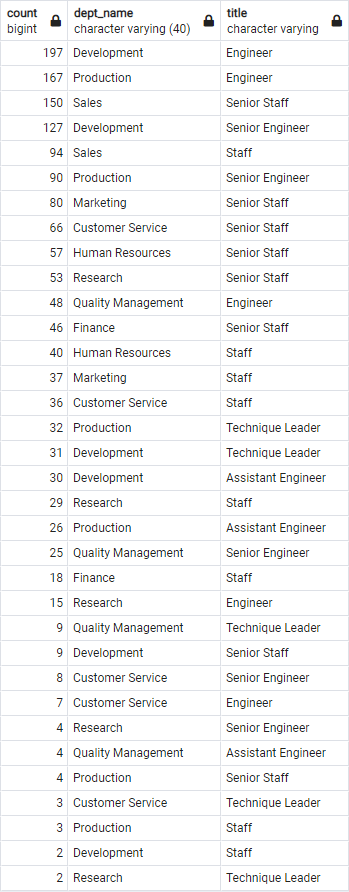 count dept_name title
bigint character varying (40) character varying
197 Development Engineer
167 Production Engineer
150 Sales Senior Staff
127 Development Senior Engineer
94 Sales Staff
90 Production Senior Engineer
80 Marketing Senior Staff
66 Customer Service Senior Staff
57 Human Resources Senior Staff
53 Research Senior Staff
48 Quality Management Engineer
46 Finance Senior Staff
40 Human Resources Staff
37 Marketing Staff
36 Customer Service Staff
32 Production Technique Leader
31 Development Technique Leader
30 Development Assistant Engineer
29 Research Staff
26 Production Assistant Engineer
25 Quality Management Senior Engineer
18 Finance Staff
15 Research Engineer
9 Quality Management Technique Leader
9 Development Senior Staff
8 Customer Service Senior Engineer
7 Customer Service Engineer
4 Research Senior Engineer
4 Quality Management Assistant Engineer
4 Production Senior Staff
3 Customer Service Technique Leader
3 Production Staff
2 Development Staff
2 Research Technique Leader